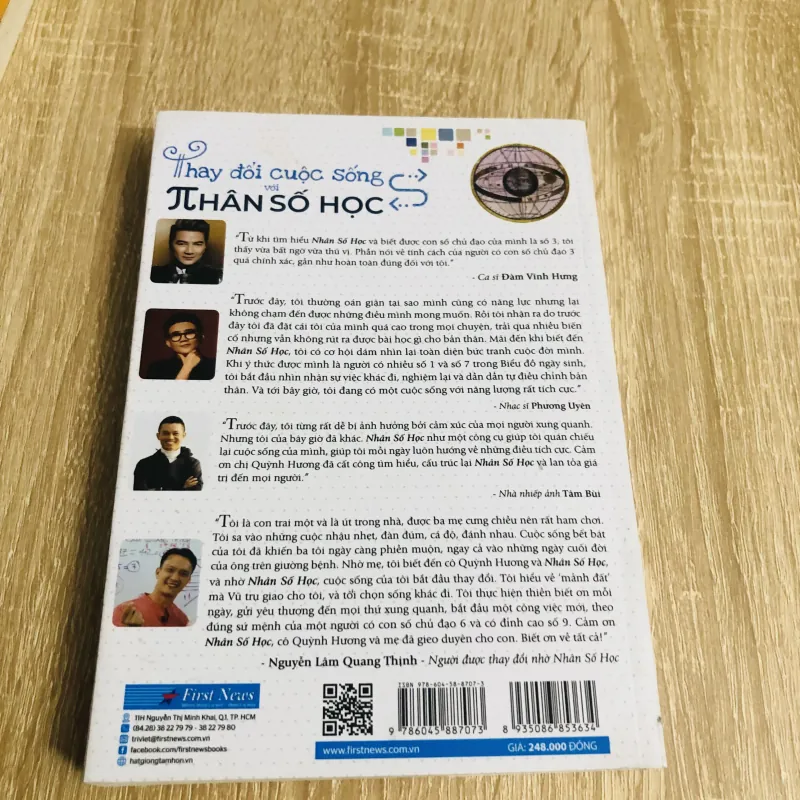 Thay đổi cuộc sống
với
NHÂN SỐ HỌC
"Từ khi tìm hiểu Nhân Số Học và biết được con số chủ đạo của mình là số 3, tôi
thấy vừa bất ngờ vừa thú vị. Phần nói về tính cách của người có con số chủ đạo 3
quá chính xác, gần như hoàn toàn đúng đối với tôi."
- Ca sĩ Đàm Vĩnh Hưng
"Trước đây, tôi thường oán giận tại sao mình cũng có năng lực nhưng lại
không chạm đến được những điều mình mong muốn. Rồi tôi nhận ra do trước
đây tôi đã đặt cái tôi của mình quá cao trong mọi chuyện, trải qua nhiều biến
cố nhưng vẫn không rút ra được bài học gì cho bản thân. Mãi đến khi biết đến
Nhân Số Học, tôi có cơ hội dám nhìn lại toàn diện bức tranh cuộc đời mình.
Khi ý thức được mình là người có nhiều số 1 và số 7 trong Biểu đồ ngày sinh,
tôi bắt đầu nhìn nhận sự việc khác đi, nghiệm lại và dần dần tự điều chỉnh bản
thân. Và tới bây giờ, tôi đang có một cuộc sống với năng lượng rất tích cực."
- Nhạc sĩ Phương Uyên
"Trước đây, tôi từng rất dễ bị ảnh hưởng bởi cảm xúc của mọi người xung quanh.
Nhưng tôi của bây giờ đã khác. Nhân Số Học như một công cụ giúp tôi quán chiếu
lại cuộc sống của mình, giúp tôi mỗi ngày luôn hướng về những điều tích cực. Cảm
ơn chị Quỳnh Hương đã cất công tìm hiểu, cấu trúc lại Nhân Số Học và lan tỏa giá
trị đến mọi người."
- Nhà nhiếp ảnh Tâm Bùi
"Tôi là con trai một và là út trong nhà, được ba mẹ cưng chiều nên rất ham chơi.
Tôi sa vào những cuộc nhậu nhẹt, đàn đúm, cá độ, đánh nhau. Cuộc sống bết bát
của tôi đã khiến ba tôi ngày càng phiền muộn, ngay cả vào những ngày cuối đời
của ông trên giường bệnh. Nhờ mẹ, tôi biết đến cô Quỳnh Hương và Nhân Số Học,
và nhờ Nhân Số Học, cuộc sống của tôi bắt đầu thay đổi. Tôi hiểu về 'mảnh đất'
mà Vũ trụ giao cho tôi, và tôi chọn sống khác đi. Tôi thực hiện thiền biết ơn mỗi
ngày, gửi yêu thương đến mọi thứ xung quanh, bắt đầu một công việc mới, theo
đúng sứ mệnh của một người có con số chủ đạo 6 và có đỉnh cao số 9. Cảm ơn
Nhân Số Học, cô Quỳnh Hương và mẹ đã gieo duyên cho con. Biết ơn về tất cả!"
- Nguyễn Lâm Quang Thịnh - Người được thay đổi nhờ Nhân Số Học
First News
11H Nguyễn Thị Minh Khai, Q.1, TP. HCM
(84.28) 38 22 79 79 - 38 22 79 80
triviet@firstnews.com.vn
facebook.com/firstnewsbooks
hatgiongtamhon.vn
www.firstnews.com.vn
ISBN 978-604-58-8707-3
9 786045 887073
8 935086 853634
GIÁ: 248.000 ĐỒNG